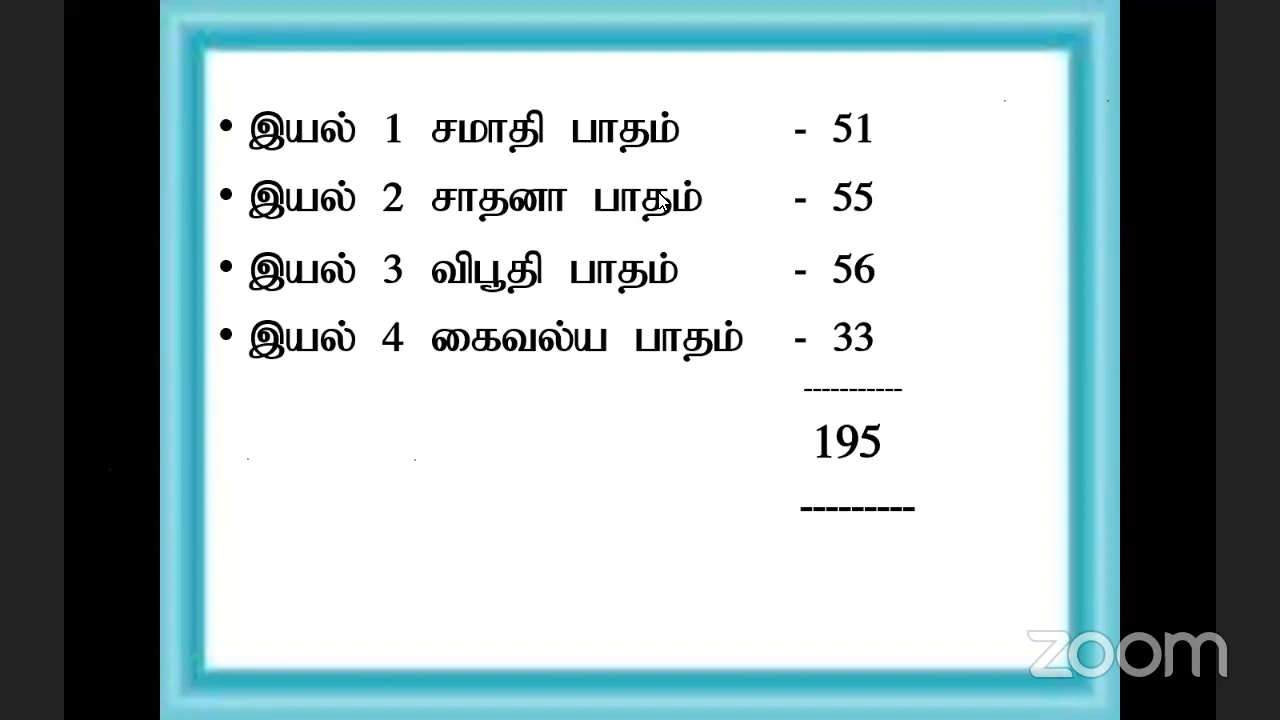 • இயல் 1 சமாதி பாதம் - 51
• இயல் 2 சாதனா பாதம் - 55
• இயல் 3 விபூதி பாதம் - 56
• இயல் 4 கைவல்ய பாதம் - 33
-----------
195
---------
zoom